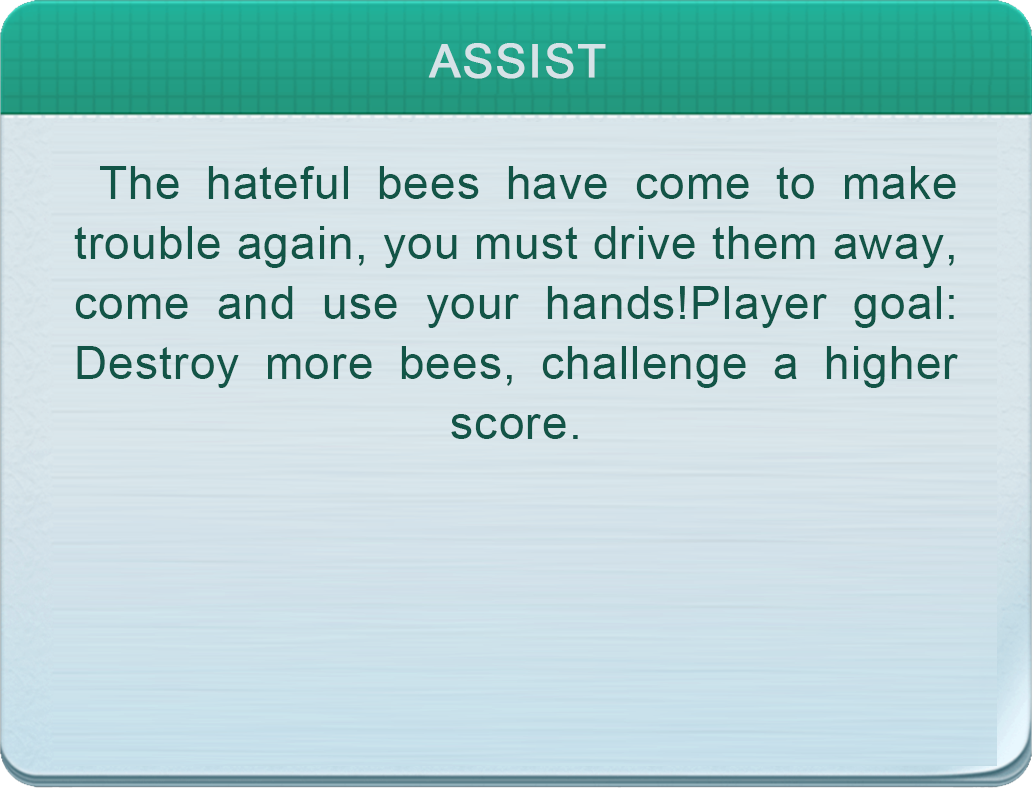 ASSIST
The hateful bees have come to make
trouble again, you must drive them away,
come and use your hands!Player goal:
Destroy more bees, challenge a higher
score.